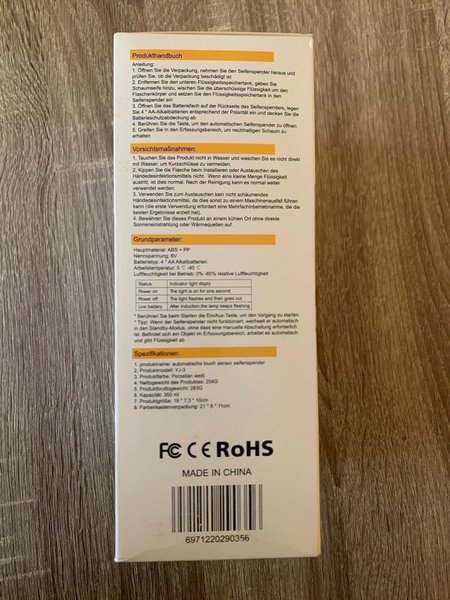 Produkthandbuch
Anleitung:
1. Öffnen Sie die Verpackung, nehmen Sie den Seifenspender heraus und
prüfen Sie, ob die Verpackung beschädigt ist
2. Entfernen Sie den unteren Flüssigkeitsspeichertank, geben Sie
Schaumseife hinzu, waschen Sie die überschüssige Flüssigkeit um den
Flaschenkörper und setzen Sie den Flüssigkeitsspeichertank in den
Seifenspender ein
3. Öffnen Sie das Batteriefach auf der Rückseite des Seifenspenders, legen
Sie 4 * AA-Alkalibatterien entsprechend der Polarität ein und decken Sie die
Batterieschutzabdeckung ab
4. Berühren Sie die Taste, um den automatischen Seifenspender zu öffnen
5. Greifen Sie in den Erfassungsbereich, um reichhaltigen Schaum zu
erhalten
Vorsichtsmaßnahmen:
1. Tauchen Sie das Produkt nicht in Wasser und waschen Sie es nicht direkt
mit Wasser, um Kurzschlüsse zu vermeiden.
2. Kippen Sie die Flasche beim Installieren oder Austauschen des
Händedesinfektionsmittels nicht. Wenn eine kleine Menge Flüssigkeit
austritt, ist dies normal. Nach der Reinigung kann es normal weiter
verwendet werden.
3. Verwenden Sie zum Austauschen kein nicht schäumendes
Händedesinfektionsmittel, da dies sonst zu einem Maschinenausfall führen
kann (die erste Verwendung erfordert eine Mehrfachinbetriebnahme, die die
besten Ergebnisse erzielt hat).
4. Bewahren Sie dieses Produkt an einem kühlen Ort ohne direkte
Sonneneinstrahlung oder Wärmequellen auf.
Grundparameter:
Hauptmaterial: ABS + PP
Nennspannung: 6V
Batterietyp: 4 * AA Alkalibatterien
Arbeitstemperatur: 5 ℃ -40 ℃
Luftfeuchtigkeit bei Betrieb: 0% -85% relative Luftfeuchtigkeit
Status Indicator light disply
Power on The light is on for one second
Power off The light flashes and then goes out
Low battery After induction,the lamp keeps flashing
* Berühren Sie beim Starten die Ein/Aus-Taste, um den Vorgang zu starten
* Tipp: Wenn der Seifenspender nicht funktioniert, wechselt er automatisch
in den Standby-Modus, ohne dass eine manuelle Abschaltung erforderlich
ist. Befindet sich ein Objekt im Erfassungsbereich, arbeitet es automatisch
und gibt Flüssigkeit ab
Spezifikationen:
1. produktname: automatische touch sensor seifenspender
2. Produktmodell: YJ-3
3. Produktfarbe: Porzellan weiß
4. Nettogewicht des Produktes: 204G
5. Produktbruttogewicht: 283G
6. Kapazität: 350 ml
7. Produktgröße: 19 * 7.3 * 10cm
8. Farbenkastenverpackung: 21 * 8 * 11cm
FC CE RoHS
MADE IN CHINA
6971220290356